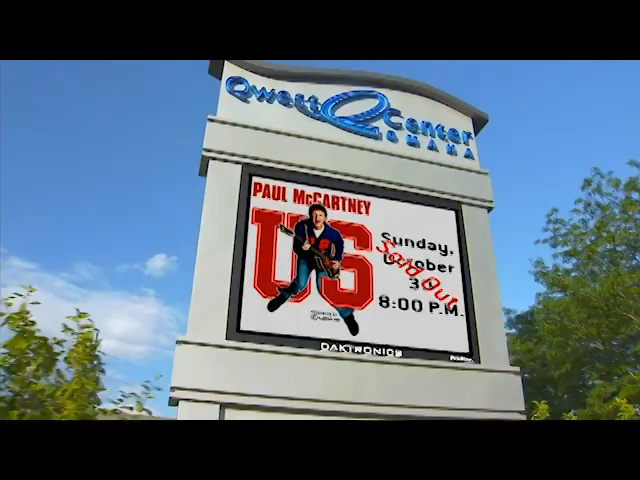 Qwest Center
OMAHA
PAUL McCARTNEY
US
Sunday,
October
30
8:00 P.M.
Sold Out
DAKTRONICS